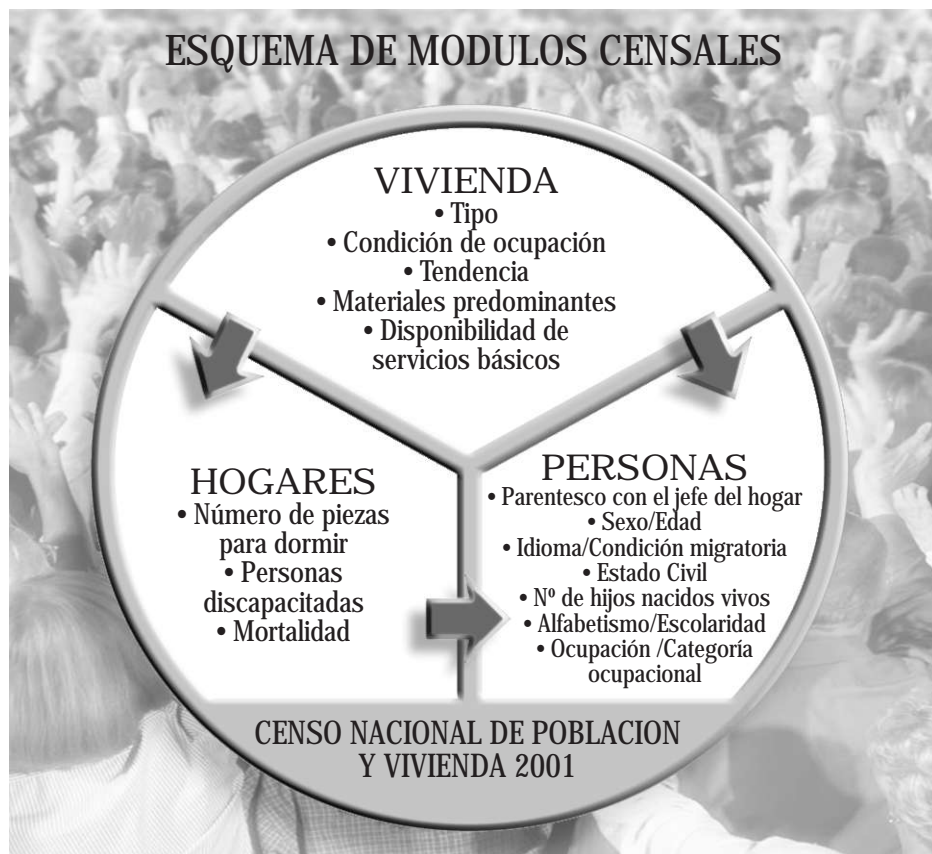 ESQUEMA DE MODULOS CENSALES
VIVIENDA
• Tipo
• Condición de ocupación
• Tendencia
• Materiales predominantes
• Disponibilidad de
servicios básicos
HOGARES
• Número de piezas
para dormir
• Personas
discapacitadas
• Mortalidad
PERSONAS
• Parentesco con el jefe del hogar
• Sexo/Edad
• Idioma/Condición migratoria
• Estado Civil
• Nº de hijos nacidos vivos
• Alfabetismo/Escolaridad
• Ocupación /Categoría
ocupacional
CENSO NACIONAL DE POBLACION
Y VIVIENDA 2001